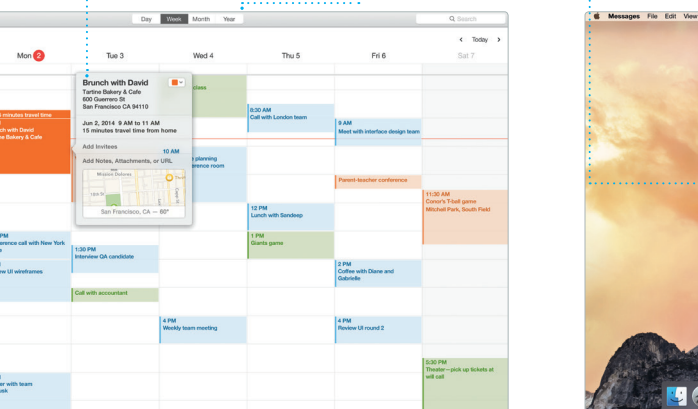 Day Week Month Year
Search
Today
Mon 2 Tue 3 Wed 4 Thu 5 Fri 6 Sat 7
minutes travel time
ch with David
Bakery & Cafe
Brunch with David
Tartine Bakery & Cafe
600 Guerrero St
San Francisco CA 94110
Jun 2, 2014 9 AM to 11 AM
15 minutes travel time from home
Add Invitees
Add Notes, Attachments, or URL
Mission Dolores
San Francisco, CA — 60°
class
10 AM
planning
erence room
8:30 AM
Call with London team
9 AM
Meet with interface design team
Parent-teacher conference
11:30 AM
Conor's T-ball game
Mitchell Park, South Field
12 PM
Lunch with Sandeep
1 PM
Giants game
PM
erence call with New York
1:30 PM
Interview QA candidate
w UI wireframes
2 PM
Coffee with Diane and
Gabrielle
Call with accountant
4 PM
Weekly team meeting
4 PM
Review UI round 2
5:30 PM
Theater—pick up tickets at
will call
er with team
Messages File Edit View